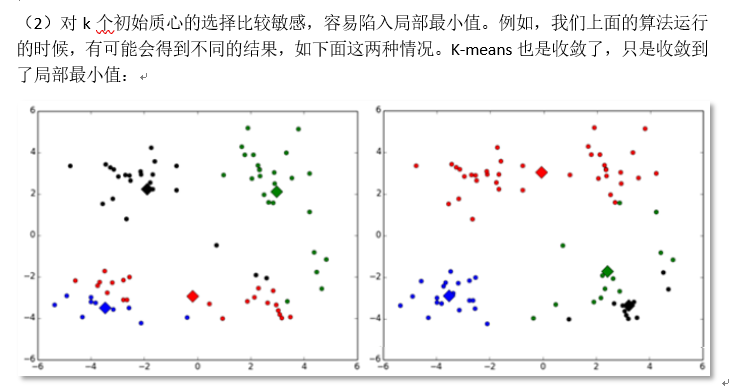 （2）对 k 个初始质心的选择比较敏感，容易陷入局部最小值。例如，我们上面的算法运行
的时候，有可能会得到不同的结果，如下面这两种情况。K-means 也是收敛了，只是收敛到
了局部最小值：
6
4
2
0
−2
−4
−6
−6 −4 −2 0 2 4 6
6
4
2
0
−2
−4
−6
−6 −4 −2 0 2 4 6